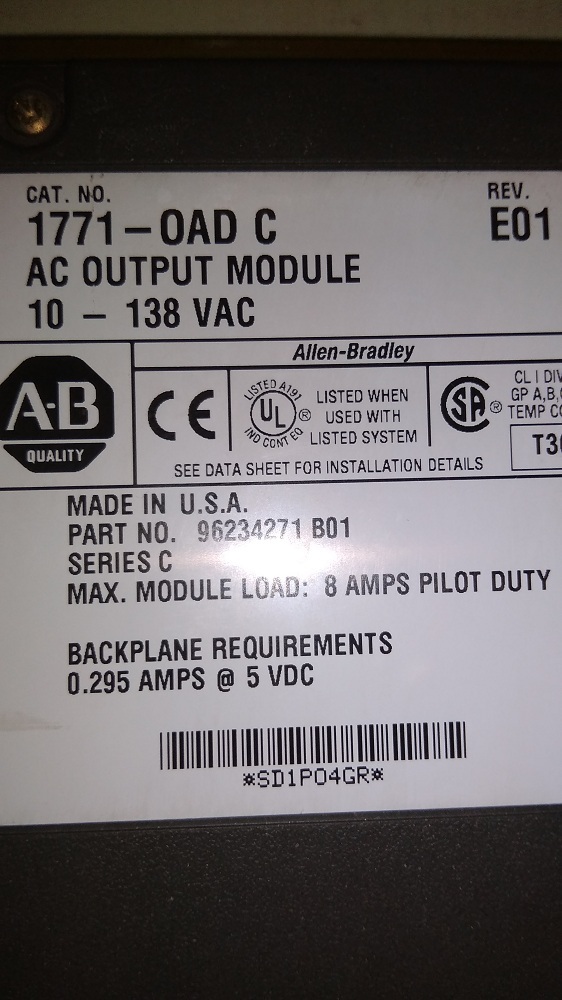 CAT. NO.
REV.
1771-OAD C
E01
AC OUTPUT MODULE
10 - 138 VAC
Allen-Bradley
A-B
QUALITY
CE
LISTED A191
UL
IND CONT EQ
®
LISTED WHEN
USED WITH
LISTED SYSTEM
SA
®
CL I DIV
GP A,B,
TEMP
SEE DATA SHEET FOR INSTALLATION DETAILS
MADE IN U.S.A.
PART NO. 96234271 B01
SERIES C
MAX. MODULE LOAD: 8 AMPS PILOT DUTY
BACKPLANE REQUIREMENTS
0.295 AMPS @ 5 VDC
*SD1P04GR*